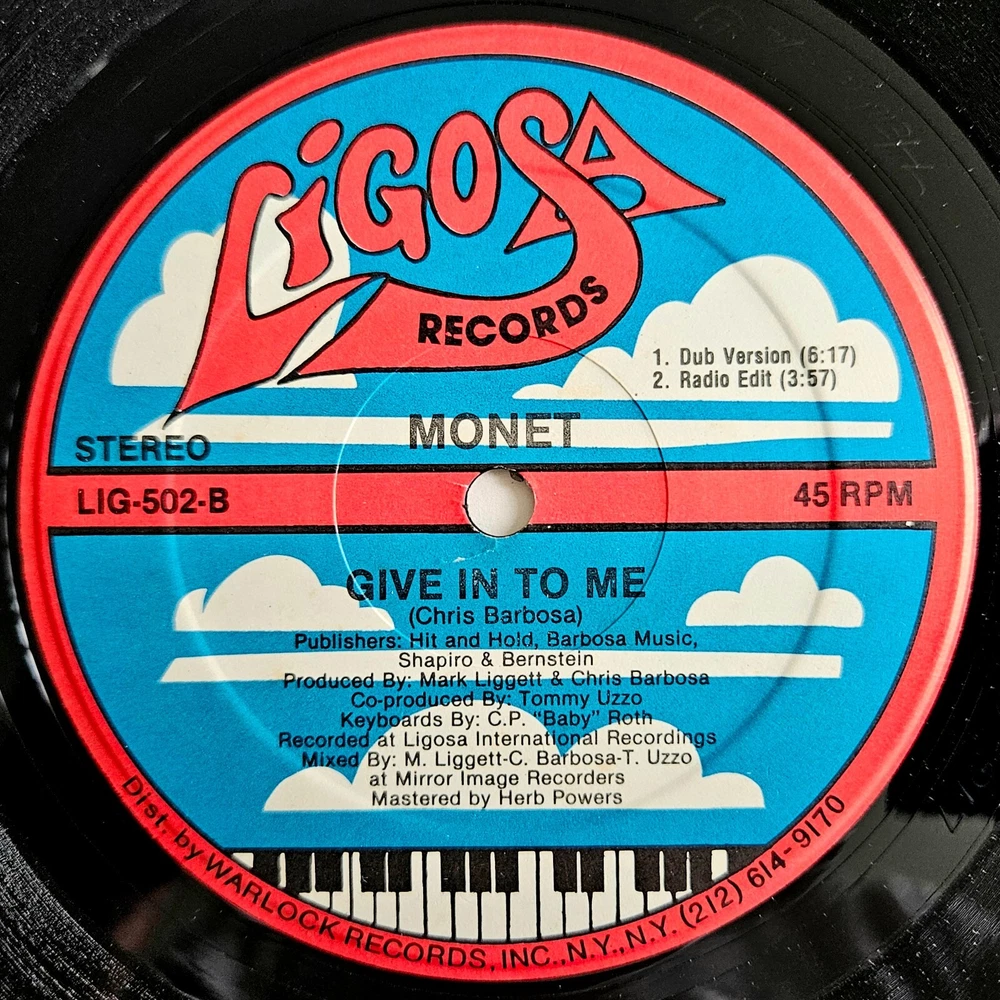 LIGOSA
RECORDS
1. Dub Version (6:17)
2. Radio Edit (3:57)
MONET
STEREO
LIG-502-B
45 RPM
GIVE IN TO ME
(Chris Barbosa)
Publishers: Hit and Hold, Barbosa Music,
Shapiro & Bernstein
Produced By: Mark Liggett & Chris Barbosa
Co-produced By: Tommy Uzzo
Keyboards By: C.P. "Baby" Roth
Recorded at Ligosa International Recordings
Mixed By: M. Liggett-C. Barbosa-T. Uzzo
at Mirror Image Recorders
Mastered by Herb Powers
Dist. by WARLOCK RECORDS, INC., N.Y., N.Y. (212) 614-9170